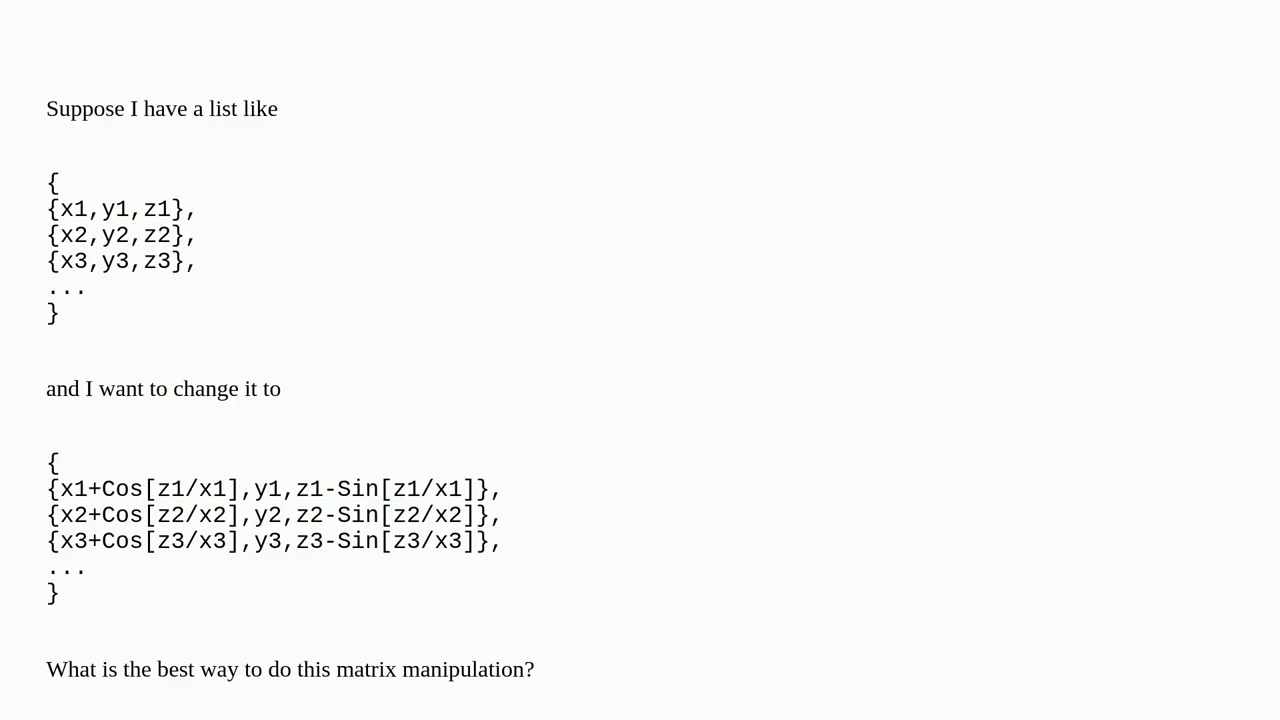 Suppose I have a list like
{
{x1,y1,z1},
{x2,y2,z2},
{x3,y3,z3},
...
}
and I want to change it to
{
{x1+Cos[z1/x1],y1,z1-Sin[z1/x1]},
{x2+Cos[z2/x2],y2,z2-Sin[z2/x2]},
{x3+Cos[z3/x3],y3,z3-Sin[z3/x3]},
...
}
What is the best way to do this matrix manipulation?